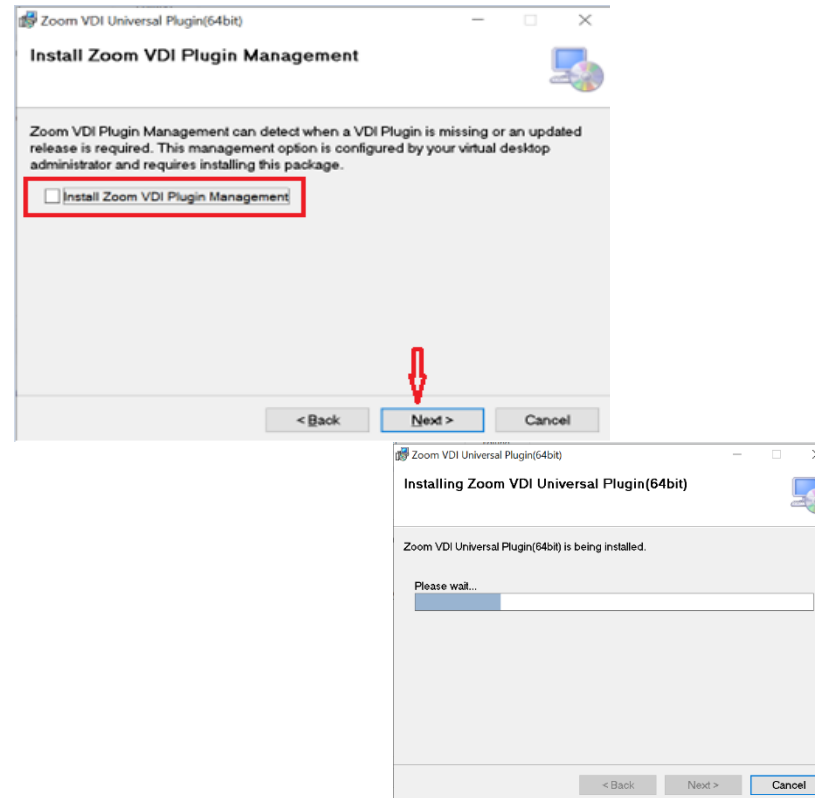 Zoom VDI Universal Plugin(64bit)
Install Zoom VDI Plugin Management
Zoom VDI Plugin Management can detect when a VDI Plugin is missing or an updated
release is required. This management option is configured by your virtual desktop
administrator and requires installing this package.
Install Zoom VDI Plugin Management
< Back Next > Cancel
Zoom VDI Universal Plugin(64bit)
Installing Zoom VDI Universal Plugin(64bit)
Zoom VDI Universal Plugin(64bit) is being installed.
Please wait...
< Back Next > Cancel